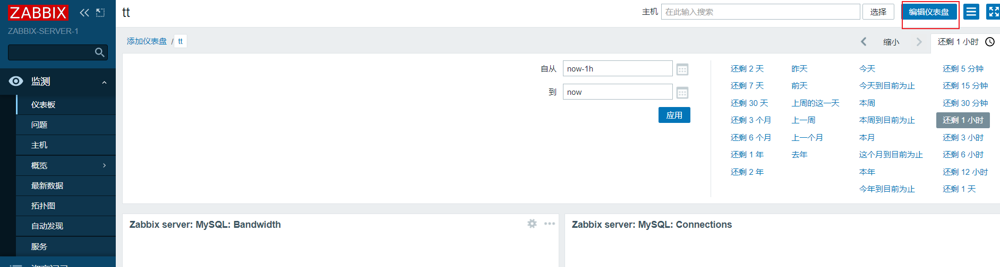 ZABBIX
ZABBIX-SERVER-1
监测
仪表板
问题
主机
概览
最新数据
拓扑图
自动发现
服务
tt
主机 在此输入搜索 选择 编辑仪表盘
添加仪表盘 / tt
缩小 还剩 1 小时
自从 now-1h
到 now
应用
还剩 2 天 昨天 今天 还剩 5 分钟
还剩 7 天 前天 今天到目前为止 还剩 15 分钟
还剩 30 天 上周的这一天 本周 还剩 30 分钟
还剩 3 个月 上一周 本周到目前为止 还剩 1 小时
还剩 6 个月 上一个月 本月 还剩 3 小时
还剩 1 年 去年 这个月到目前为止 还剩 6 小时
还剩 2 年 本年 还剩 12 小时
今年到目前为止 还剩 1 天
Zabbix server: MySQL: Bandwidth
Zabbix server: MySQL: Connections